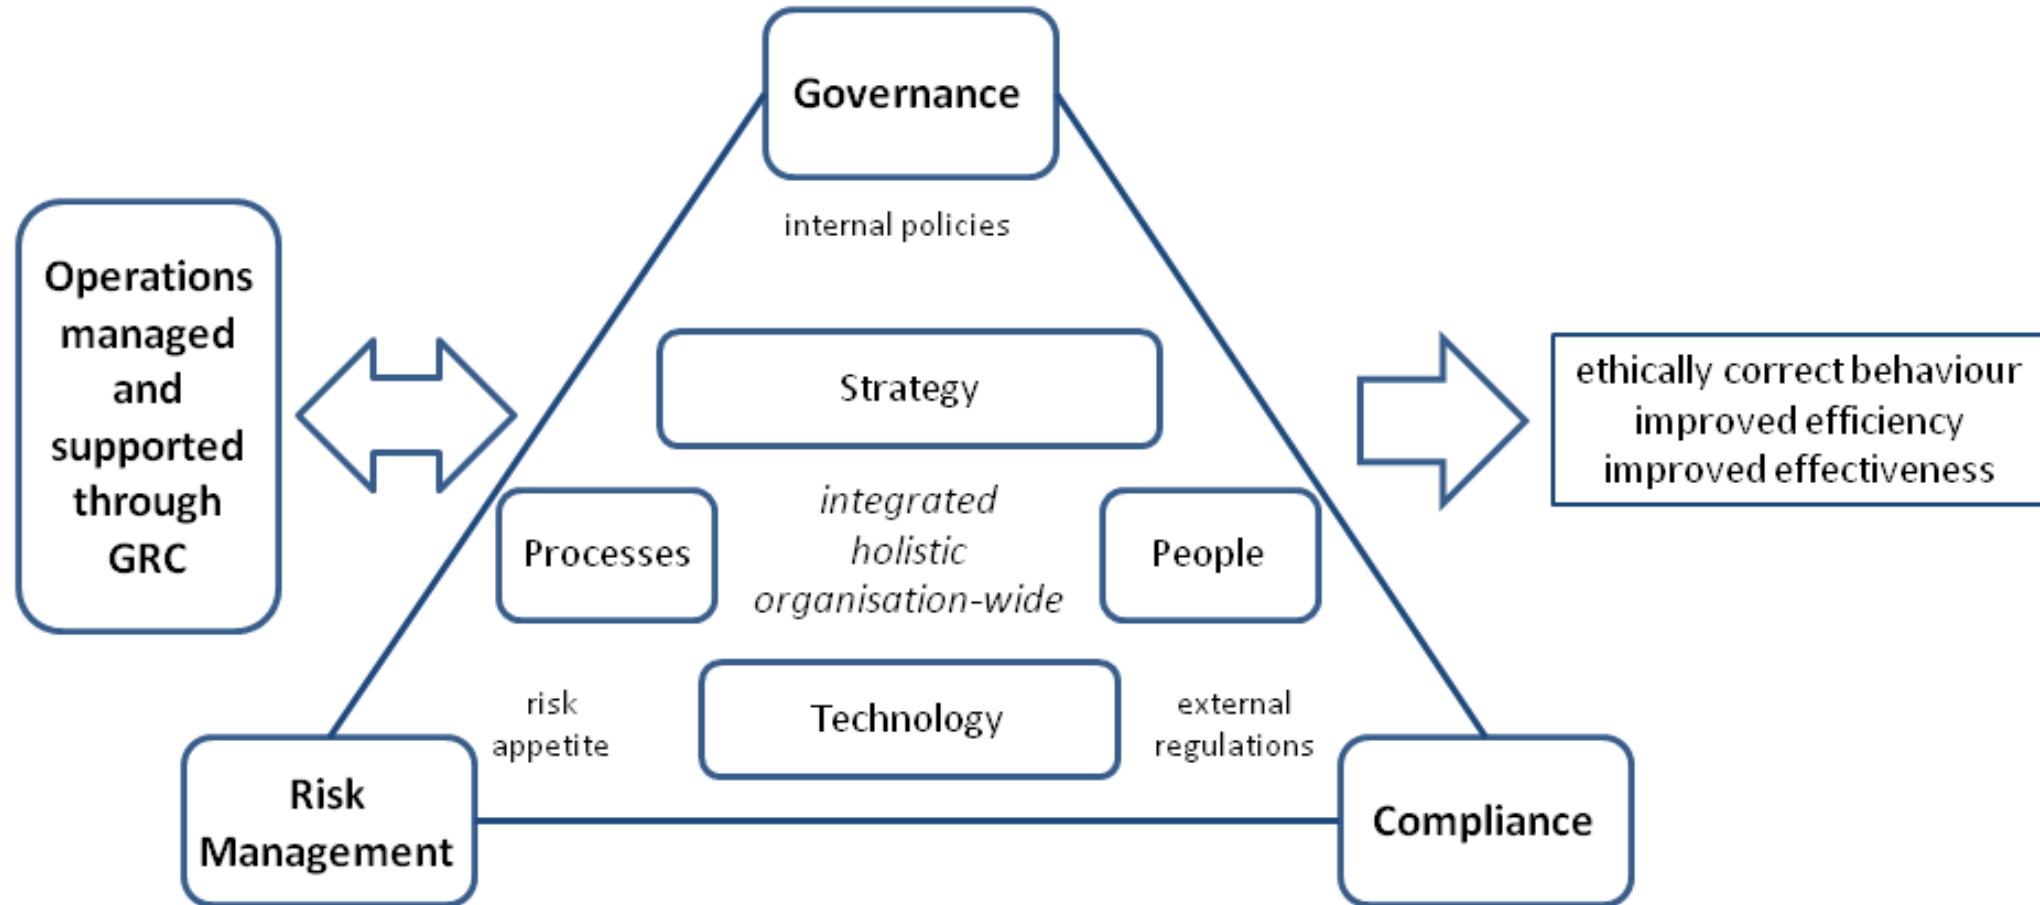 Governance
internal policies
Operations
managed
and
supported
through
GRC
Strategy
ethically correct behaviour
improved efficiency
improved effectiveness
Processes
integrated
holistic
organisation-wide
People
risk
appetite
Technology
external
regulations
Risk
Management
Compliance